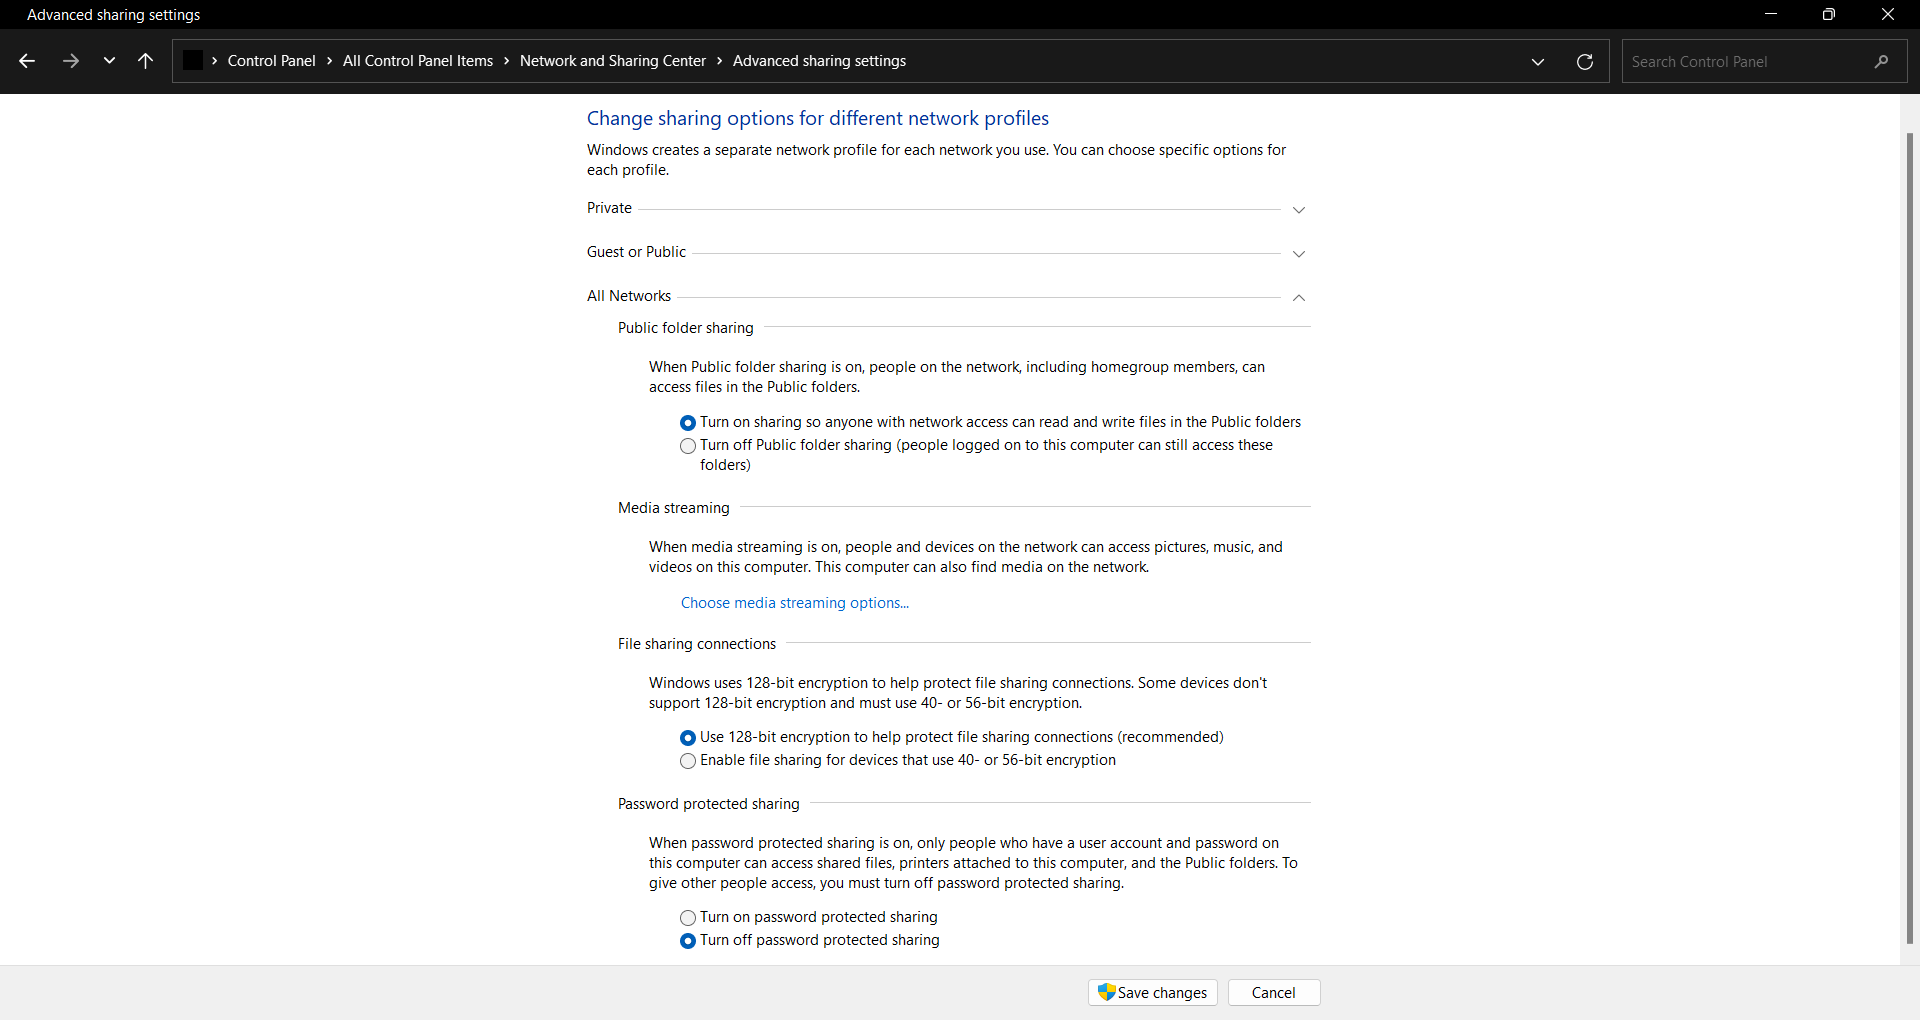 Advanced sharing settings
Control Panel > All Control Panel Items > Network and Sharing Center > Advanced sharing settings
Search Control Panel
Change sharing options for different network profiles
Windows creates a separate network profile for each network you use. You can choose specific options for
each profile.
Private
Guest or Public
All Networks
Public folder sharing
When Public folder sharing is on, people on the network, including homegroup members, can
access files in the Public folders.
Turn on sharing so anyone with network access can read and write files in the Public folders
Turn off Public folder sharing (people logged on to this computer can still access these
folders)
Media streaming
When media streaming is on, people and devices on the network can access pictures, music, and
videos on this computer. This computer can also find media on the network.
Choose media streaming options...
File sharing connections
Windows uses 128-bit encryption to help protect file sharing connections. Some devices don't
support 128-bit encryption and must use 40- or 56-bit encryption.
Use 128-bit encryption to help protect file sharing connections (recommended)
Enable file sharing for devices that use 40- or 56-bit encryption
Password protected sharing
When password protected sharing is on, only people who have a user account and password on
this computer can access shared files, printers attached to this computer, and the Public folders. To
give other people access, you must turn off password protected sharing.
Turn on password protected sharing
Turn off password protected sharing
Save changes
Cancel